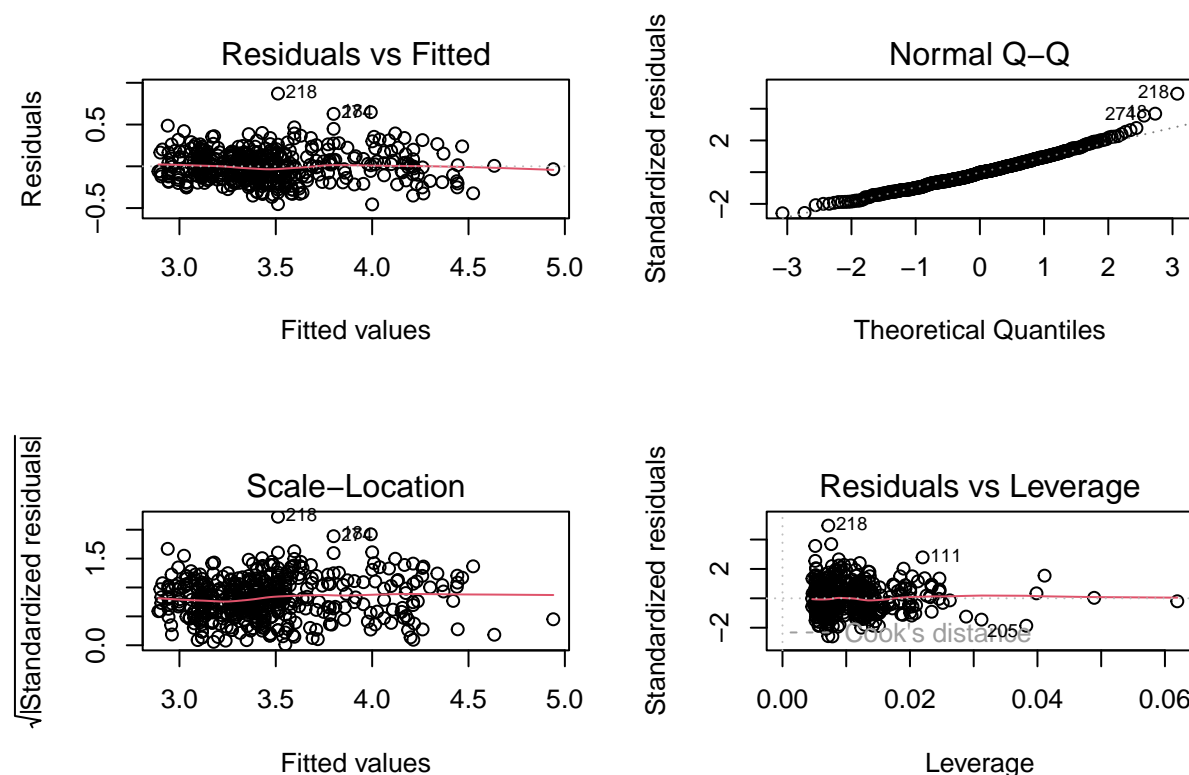 Residuals vs Fitted
Residuals
0.5
−0.5
218
274
3.0 3.5 4.0 4.5 5.0
Fitted values
Normal Q−Q
Standardized residuals
2
−2
218
274
−3 −2 −1 0 1 2 3
Theoretical Quantiles
Scale−Location
√|Standardized residuals|
1.5
0.0
218
274
3.0 3.5 4.0 4.5 5.0
Fitted values
Residuals vs Leverage
Standardized residuals
2
−2
218
111
205
Cook's distance
0.00 0.02 0.04 0.06
Leverage